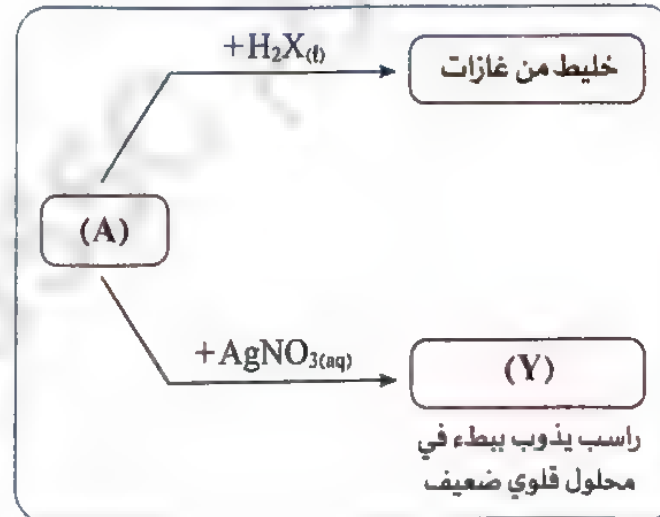 +H₂X(ℓ)
خليط من غازات
(A)
+AgNO₃(aq)
(Y)
راسب يذوب ببطء في
محلول قلوي ضعيف